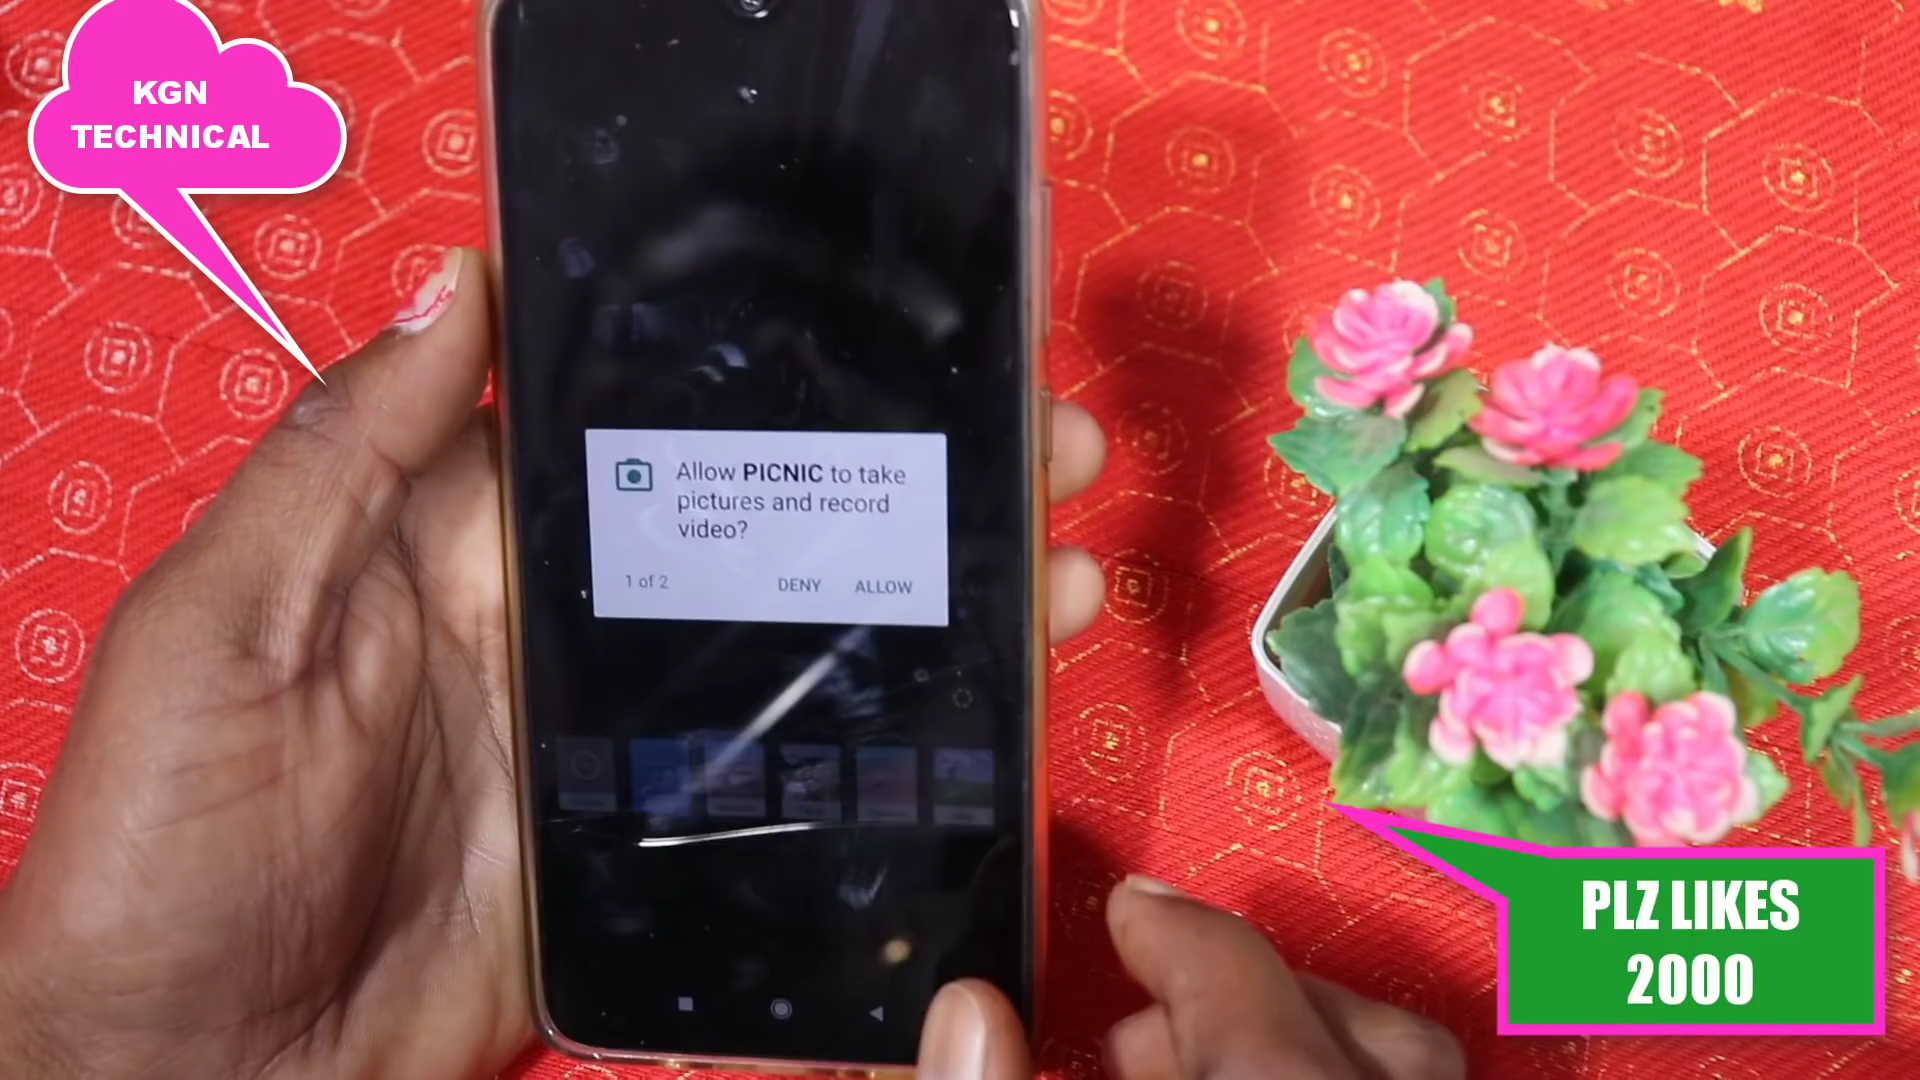 KGN
TECHNICAL
Allow PICNIC to take
pictures and record
video?
1 of 2
DENY
ALLOW
PLZ LIKES
2000